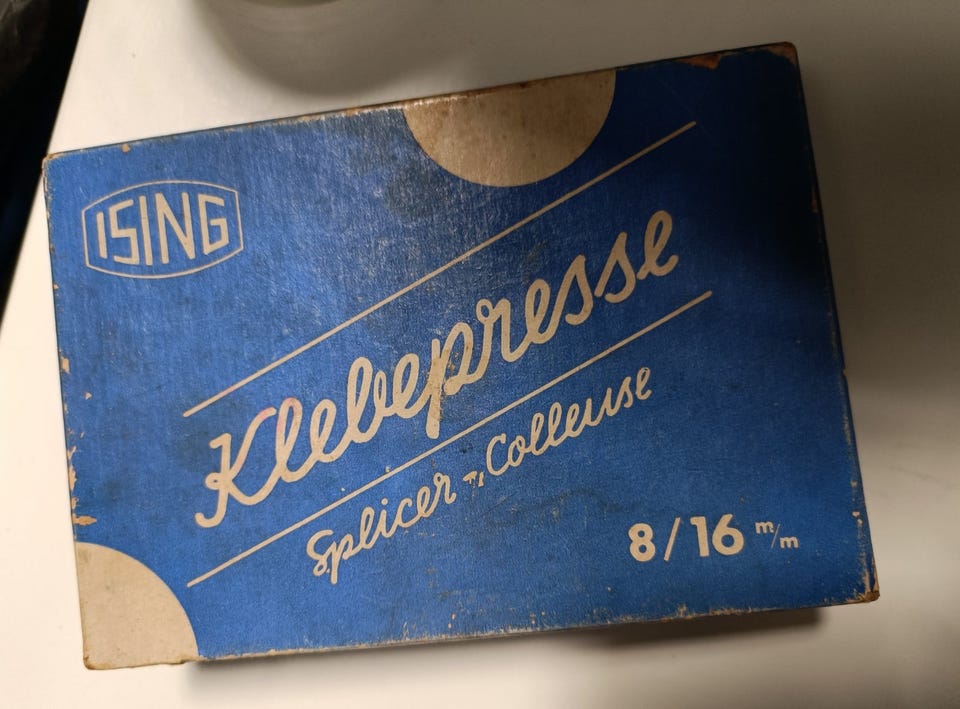 ISING
Klebepresse
Splicer - Colleuse
8/16 m/m